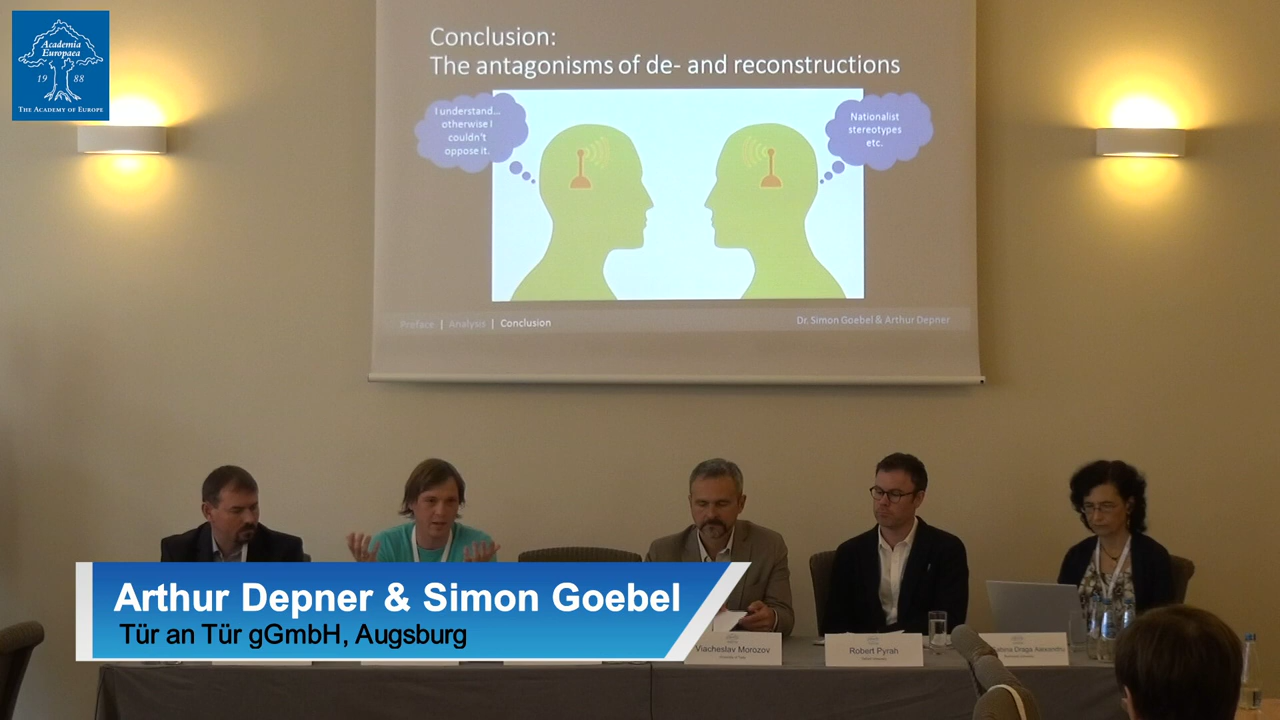 Academia
Europaea
19 88
THE ACADEMY OF EUROPE
Conclusion:
The antagonisms of de- and reconstructions
I understand...
otherwise I
couldn't
oppose it.
Nationalist
stereotypes
etc.
Preface | Analysis | Conclusion
Dr. Simon Goebel & Arthur Depner
Arthur Depner & Simon Goebel
Tür an Tür gGmbH, Augsburg
Viacheslav Morozov
Robert Pyrah